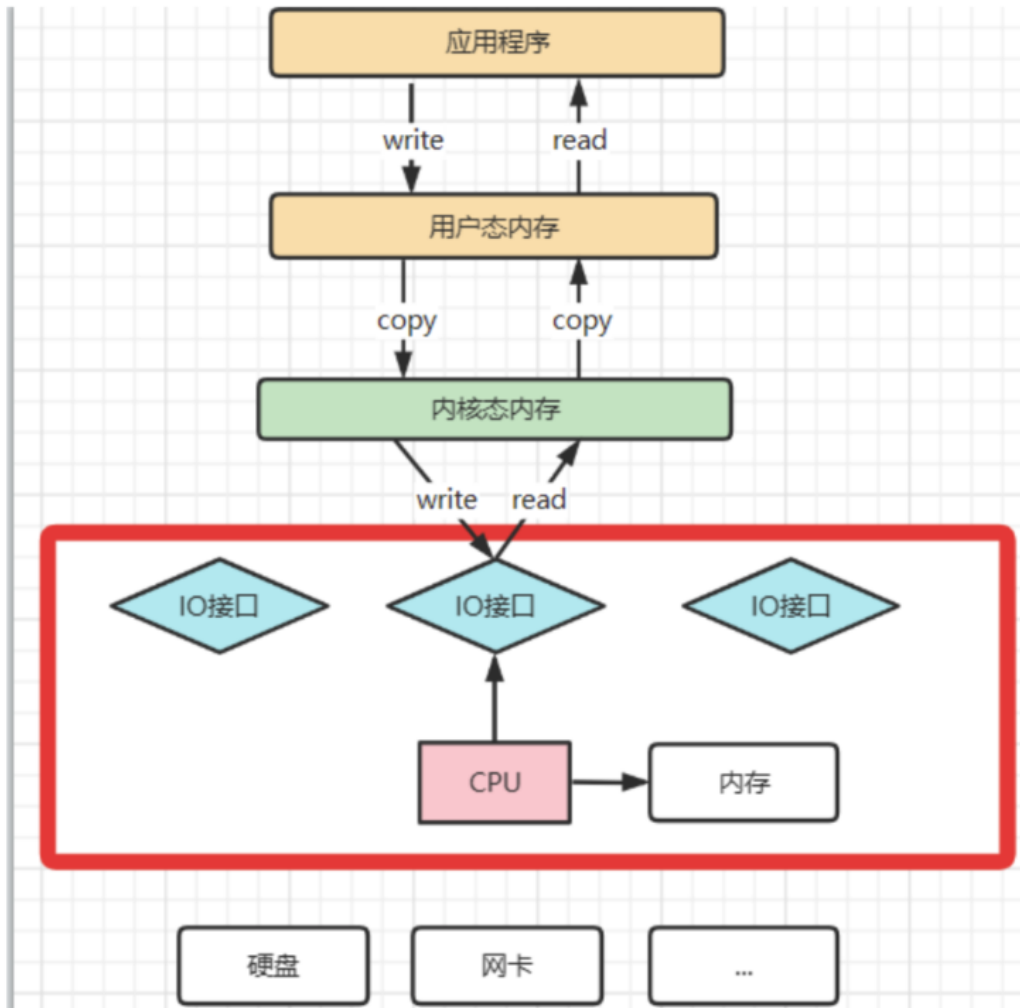 应用程序
write
read
用户态内存
copy
copy
内核态内存
write
read
IO接口
IO接口
IO接口
CPU
内存
硬盘
网卡
...